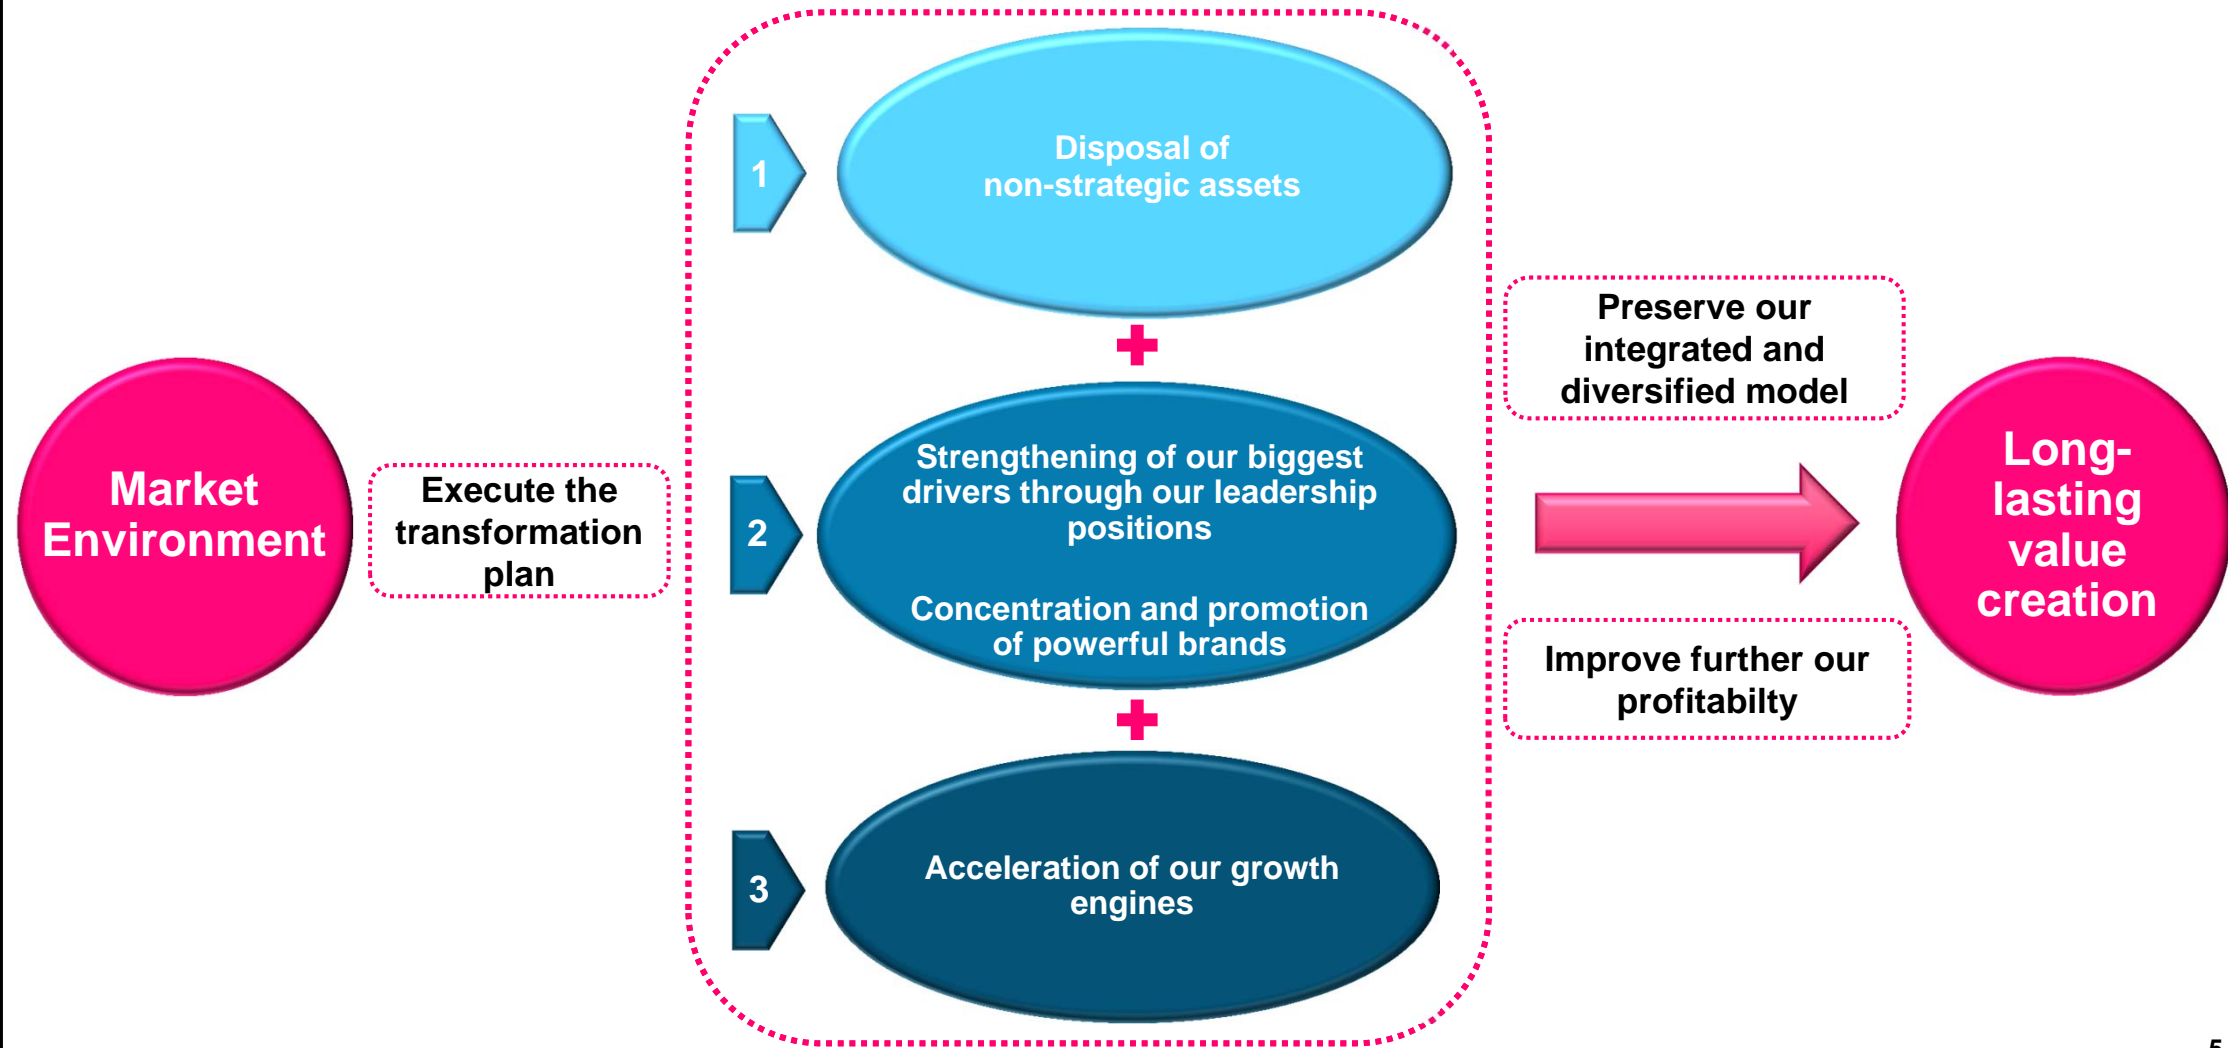 Market
Environment
Execute the
transformation
plan
1
Disposal of
non-strategic assets
2
Strengthening of our biggest
drivers through our leadership
positions
Concentration and promotion
of powerful brands
3
Acceleration of our growth
engines
Preserve our
integrated and
diversified model
Improve further our
profitabilty
Long-
lasting
value
creation
5